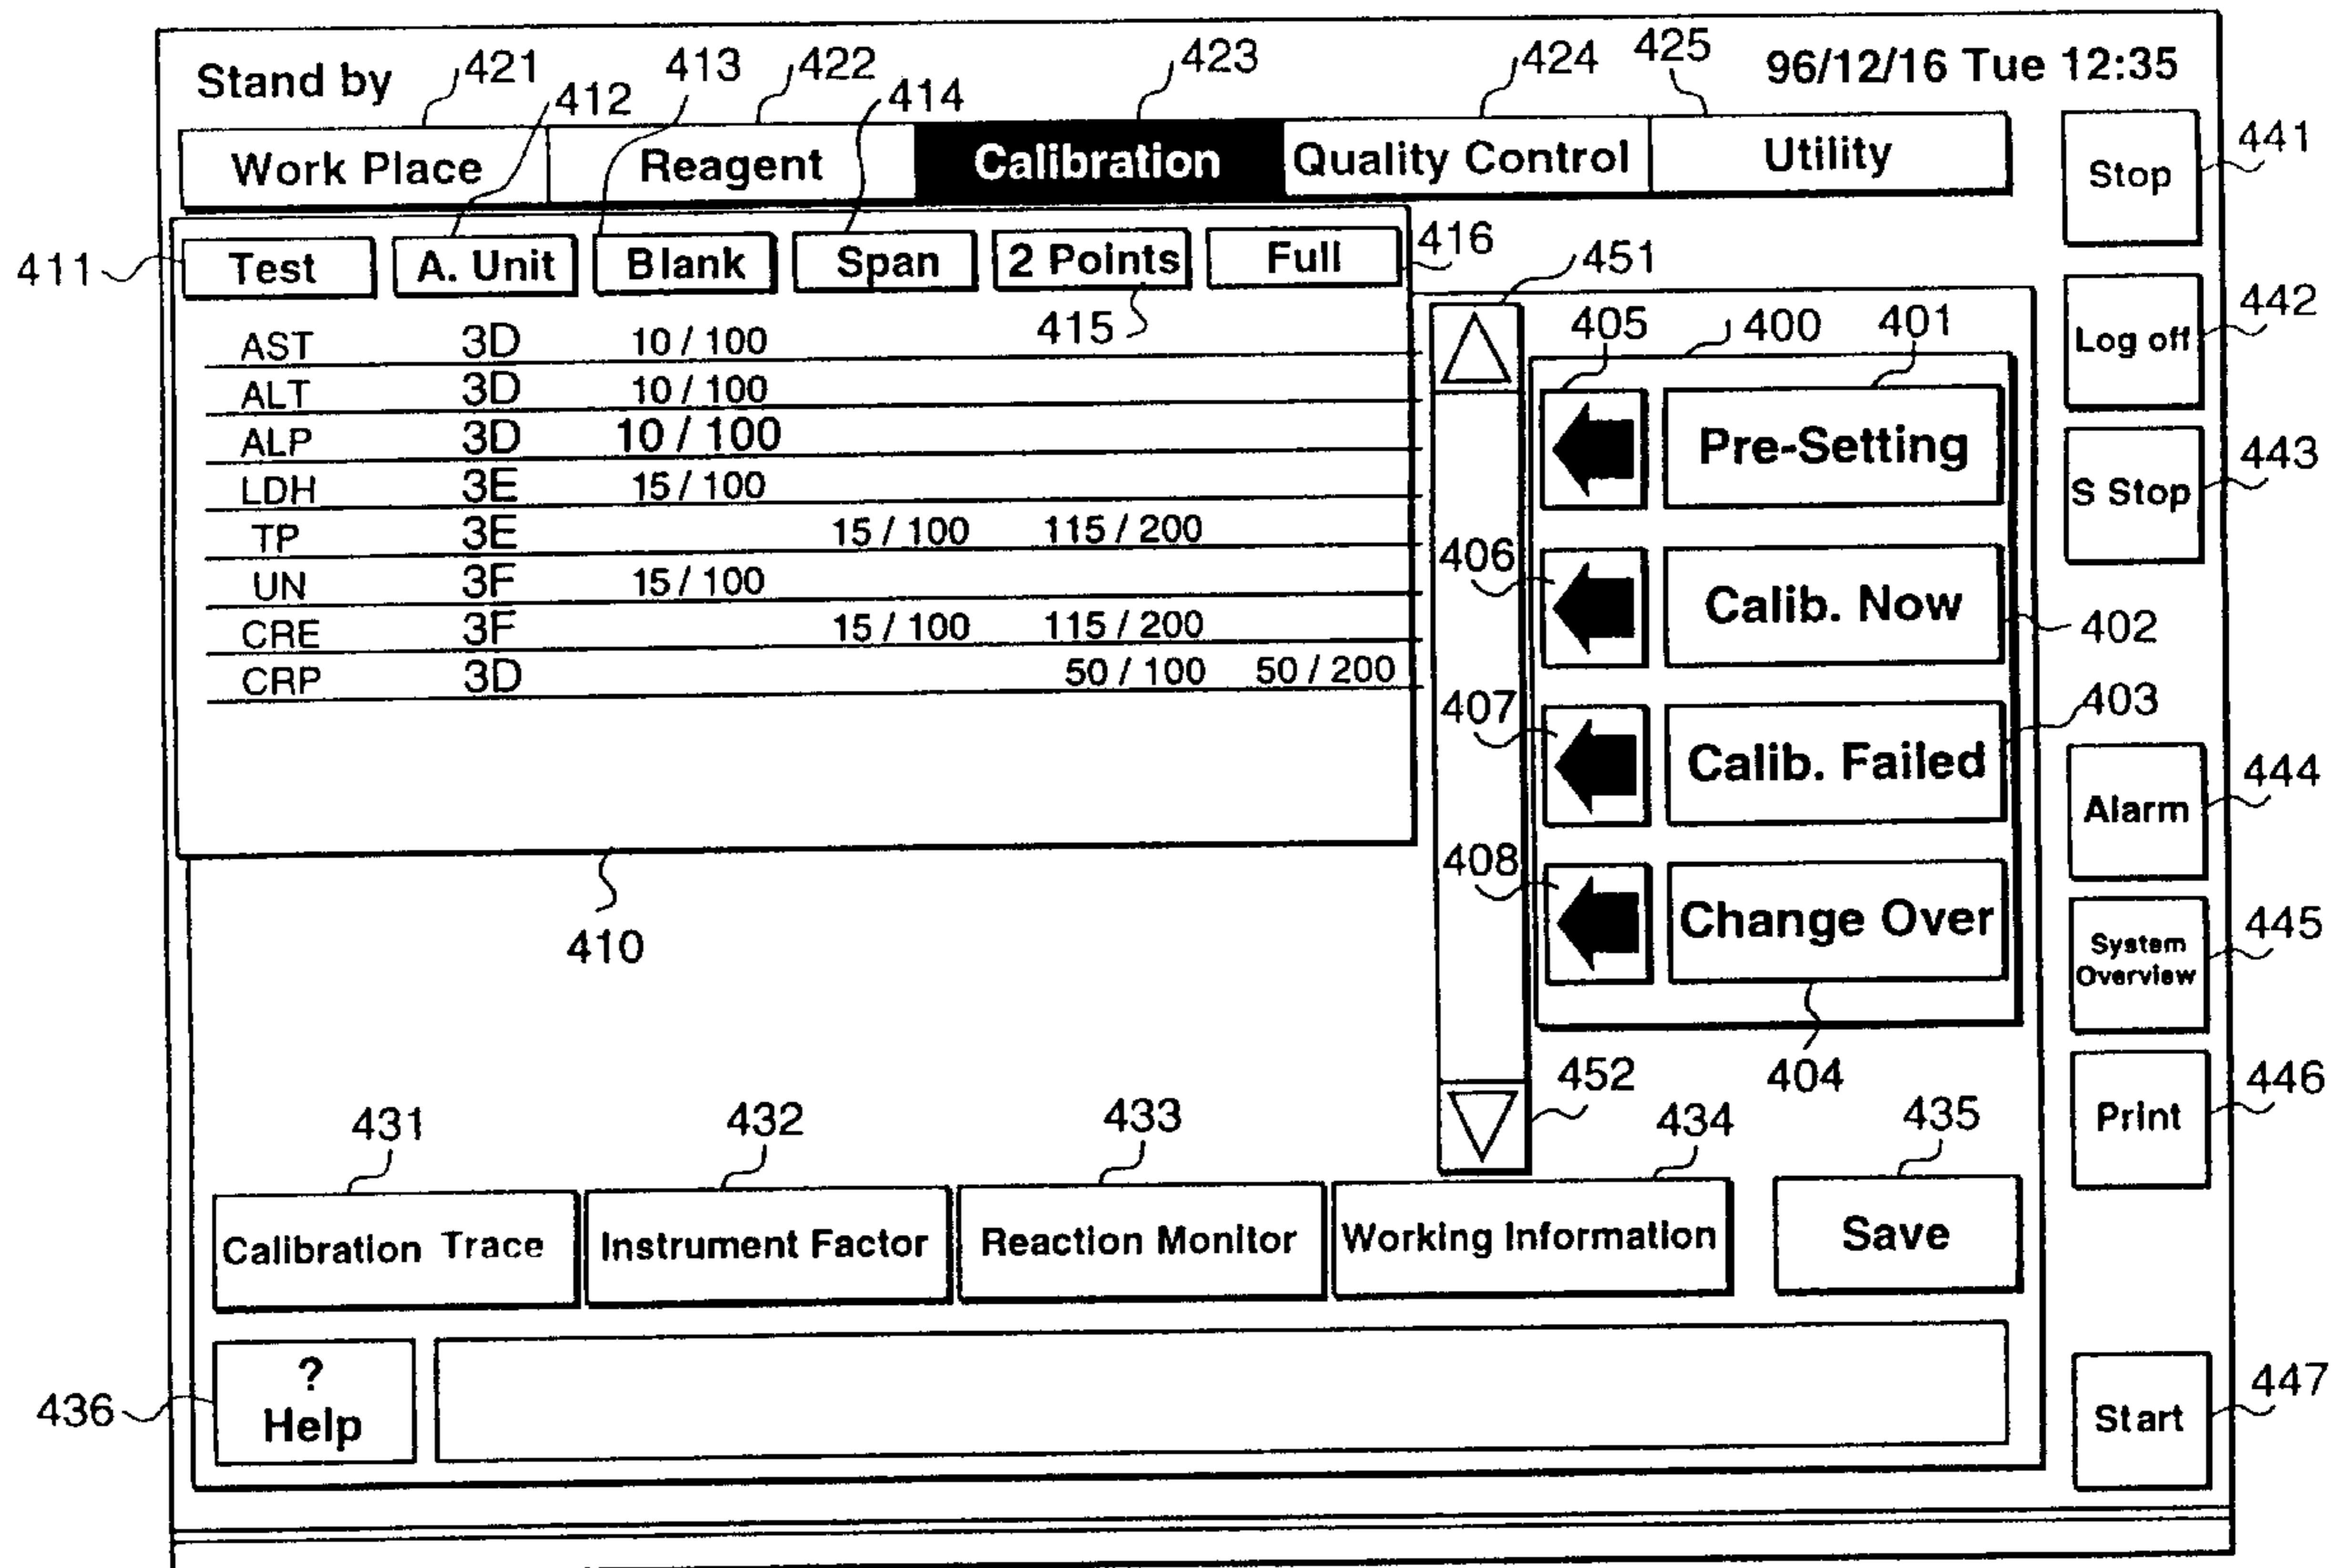 Stand by 421 412 413 422 414 423 424 425 96/12/16 Tue 12:35
Work Place Reagent Calibration Quality Control Utility Stop 441
411 Test A. Unit Blank Span 2 Points Full 416 451
415 405 400 401 Log off 442
AST 3D 10 / 100
ALT 3D 10 / 100
ALP 3D 10 / 100 Pre-Setting
LDH 3E 15 / 100 S Stop 443
TP 3E 15 / 100 115 / 200
UN 3F 15 / 100 406 Calib. Now
CRE 3F 15 / 100 115 / 200 402
CRP 3D 50 / 100 50 / 200
407 403
Calib. Failed Alarm 444
408
410 Change Over System Overview 445
452 404
431 432 433 434 435 Print 446
Calibration Trace Instrument Factor Reaction Monitor Working Information Save
436 ? Help Start 447